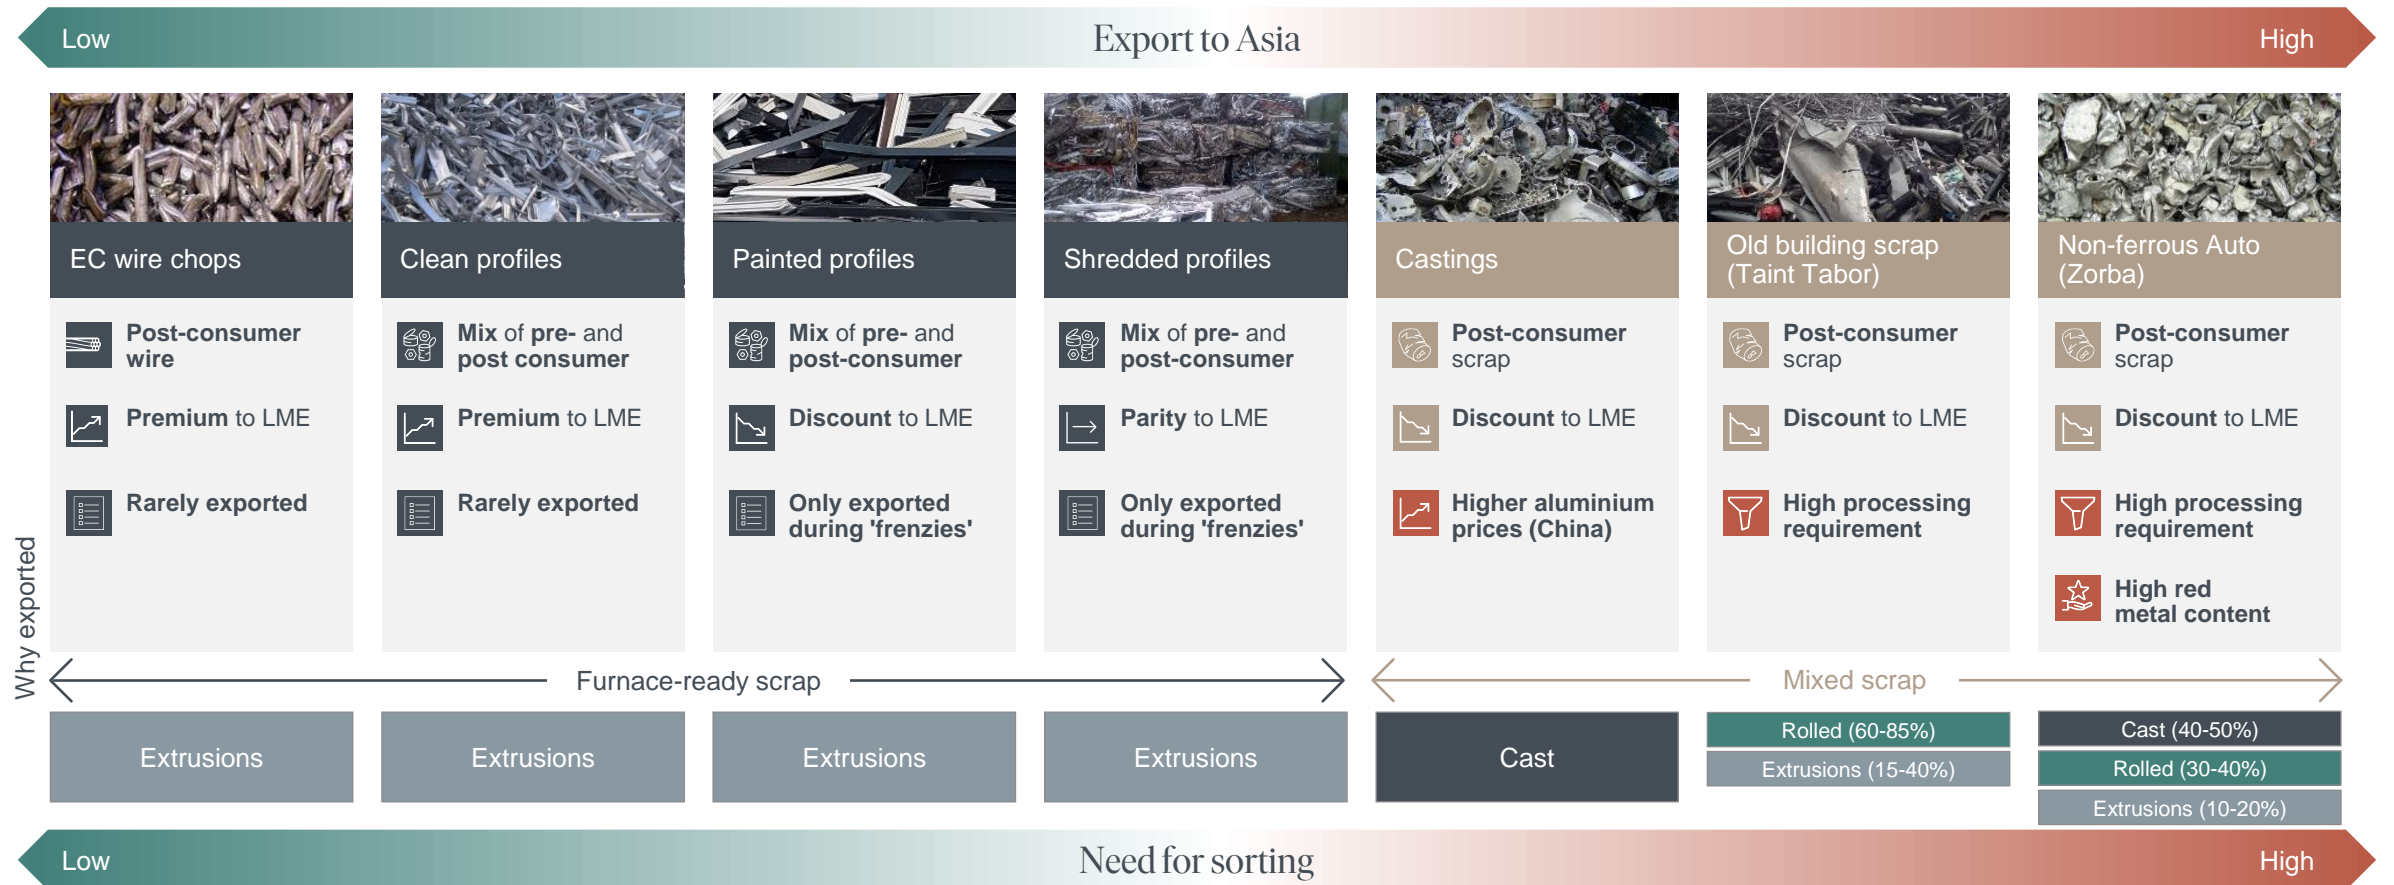 Low
Export to Asia
High
EC wire chops
Post-consumer
wire
Premium to LME
Rarely exported
Clean profiles
Mix of pre- and
post consumer
Premium to LME
Rarely exported
Painted profiles
Mix of pre- and
post-consumer
Discount to LME
Only exported
during 'frenzies'
Shredded profiles
Mix of pre- and
post-consumer
Parity to LME
Only exported
during 'frenzies'
Castings
Post-consumer
scrap
Discount to LME
Higher aluminium
prices (China)
Old building scrap
(Taint Tabor)
Post-consumer
scrap
Discount to LME
High processing
requirement
Non-ferrous Auto
(Zorba)
Post-consumer
scrap
Discount to LME
High processing
requirement
High red
metal content
Why exported
Furnace-ready scrap
Mixed scrap
Extrusions
Extrusions
Extrusions
Extrusions
Cast
Rolled (60-85%)
Extrusions (15-40%)
Cast (40-50%)
Rolled (30-40%)
Extrusions (10-20%)
Low
Need for sorting
High